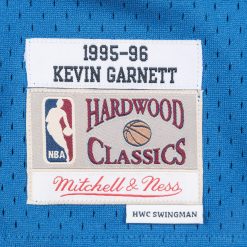 1995-96
KEVIN GARNETT
HARDWOOD
NBA
CLASSICS
Mitchell & Ness
HWC SWINGMAN